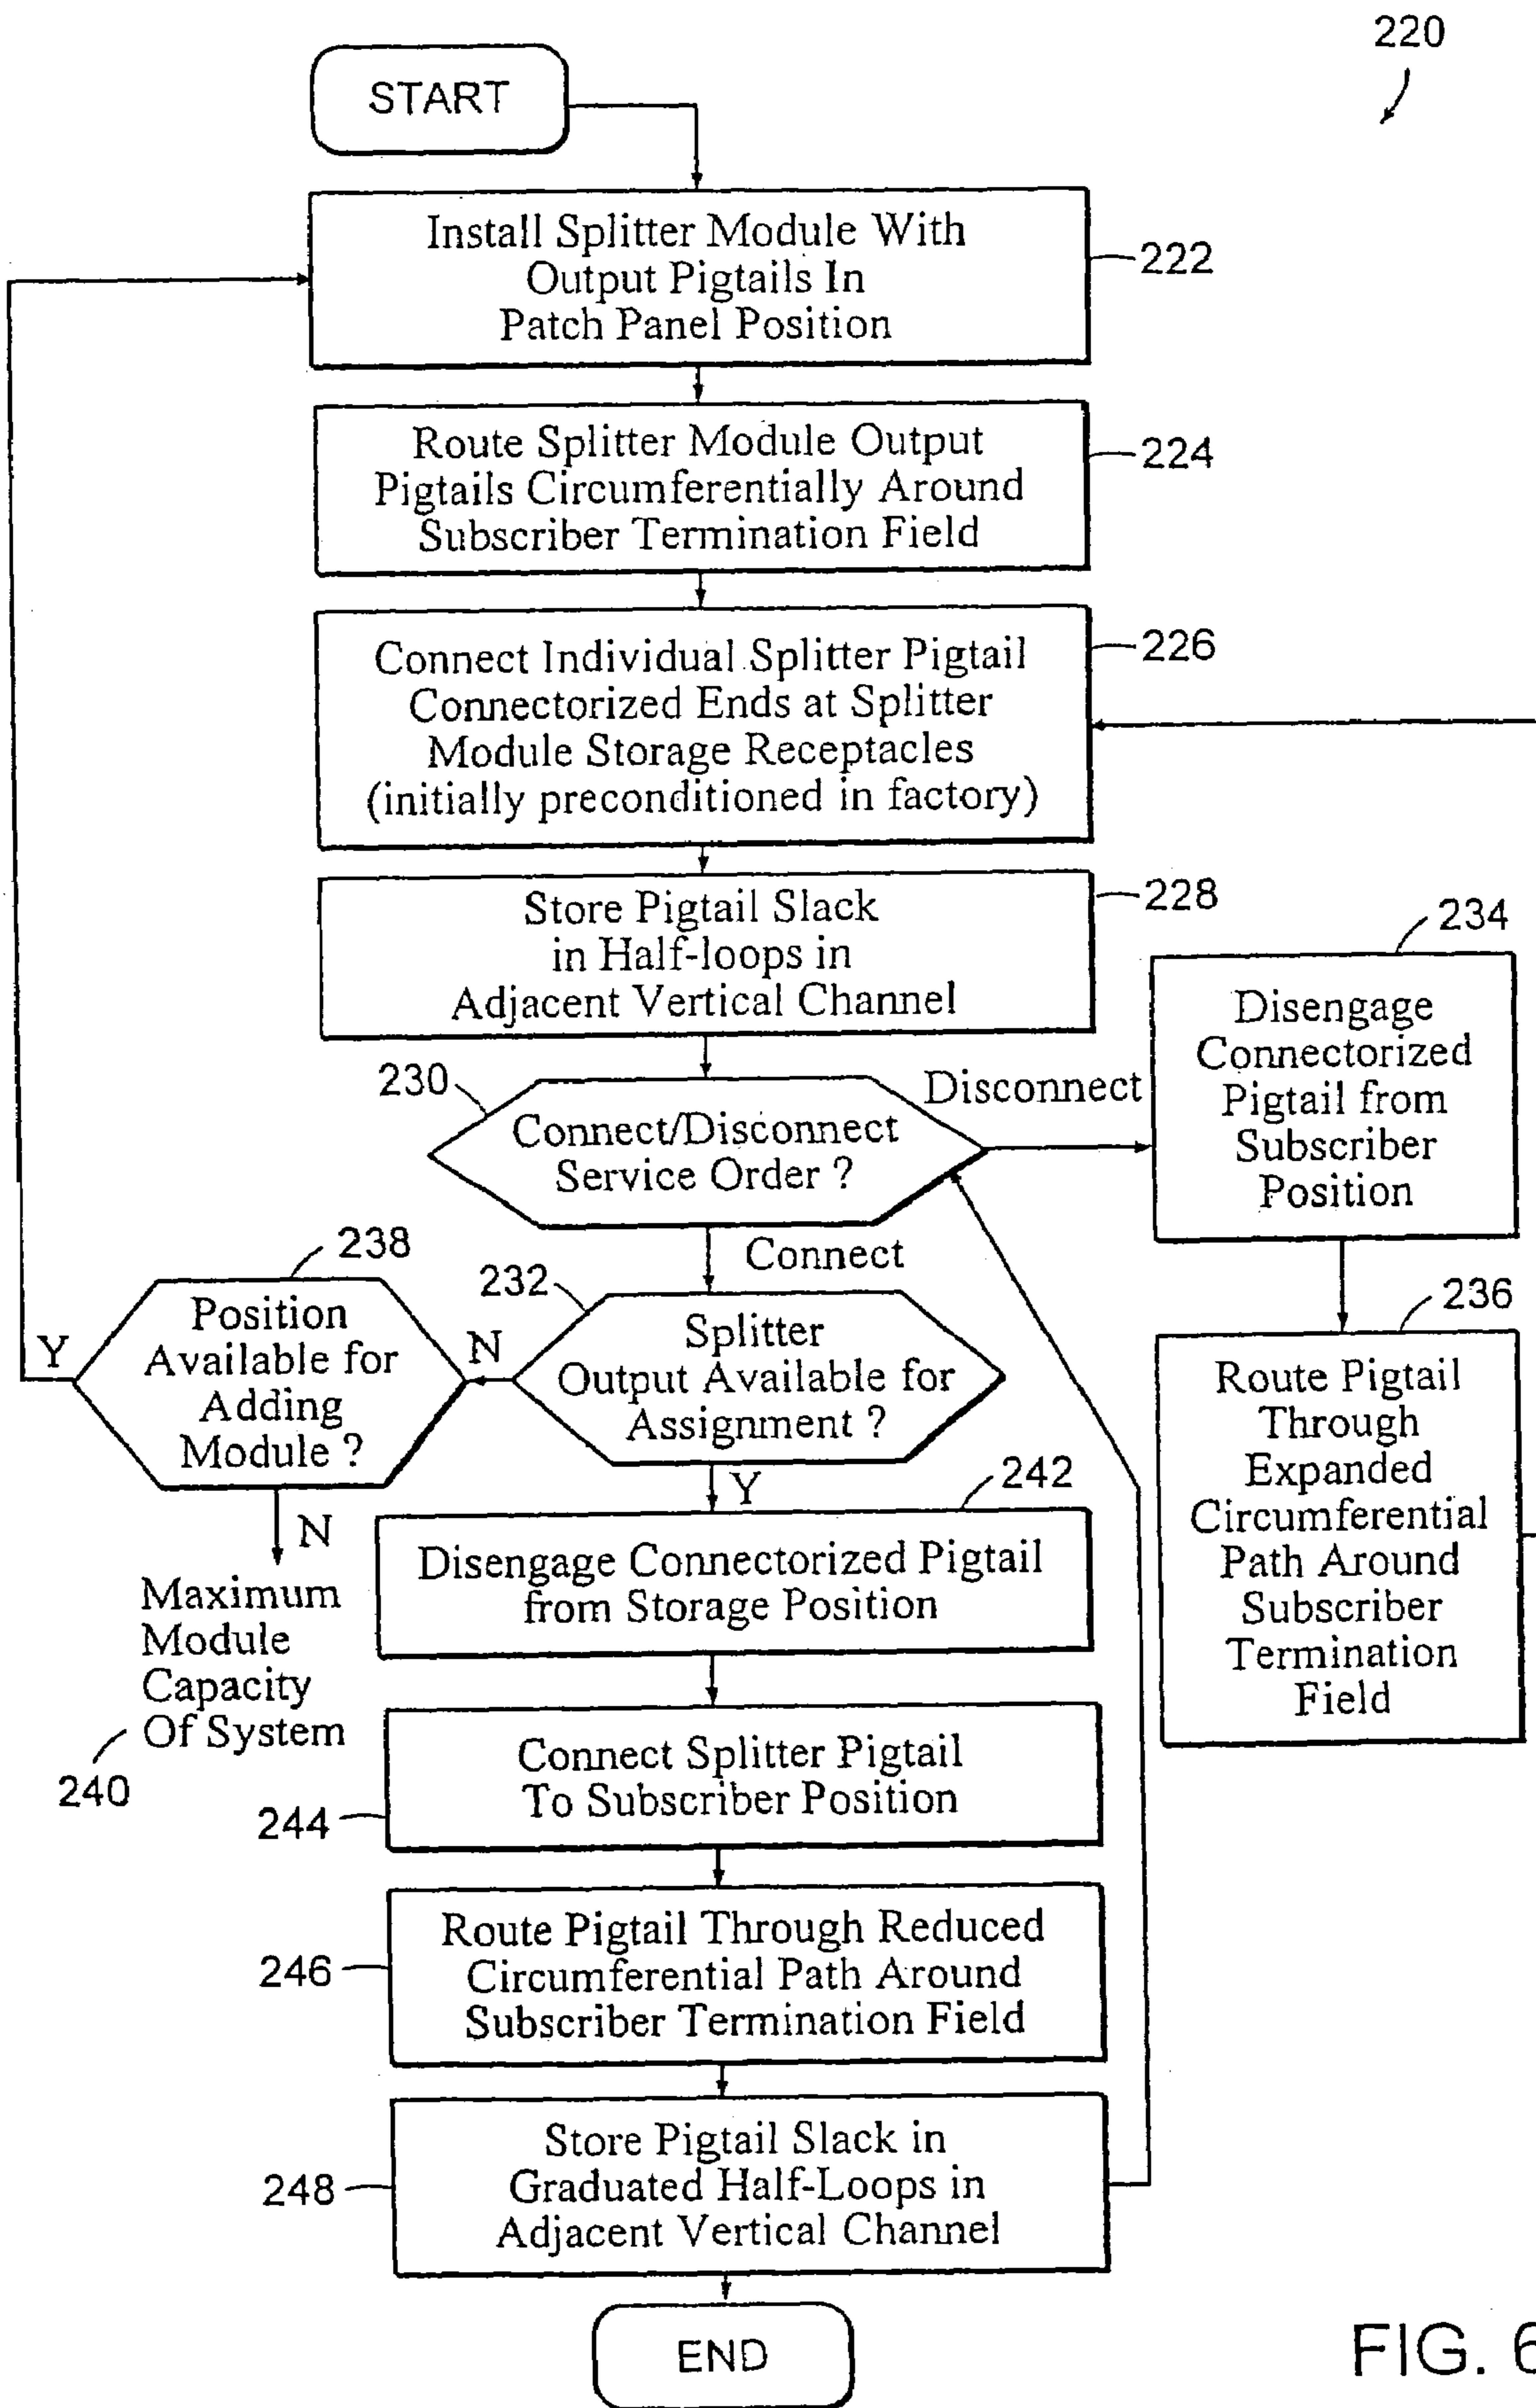 220
START
Install Splitter Module With
Output Pigtails In
Patch Panel Position
222
Route Splitter Module Output
Pigtails Circumferentially Around
Subscriber Termination Field
224
Connect Individual Splitter Pigtail
Connectorized Ends at Splitter
Module Storage Receptacles
(initially preconditioned in factory)
226
Store Pigtail Slack
in Half-loops in
Adjacent Vertical Channel
228
234
Disengage
Connectorized
Pigtail from
Subscriber
Position
230
Connect/Disconnect
Service Order ?
Disconnect
Connect
238
Position
Available for
Adding
Module ?
Y
N
232
Splitter
Output Available for
Assignment ?
N
Y
236
Route Pigtail
Through
Expanded
Circumferential
Path Around
Subscriber
Termination
Field
Maximum
Module
Capacity
Of System
240
242
Disengage Connectorized Pigtail
from Storage Position
Connect Splitter Pigtail
To Subscriber Position
244
Route Pigtail Through Reduced
Circumferential Path Around
Subscriber Termination Field
246
Store Pigtail Slack in
Graduated Half-Loops in
Adjacent Vertical Channel
248
END
FIG. 6